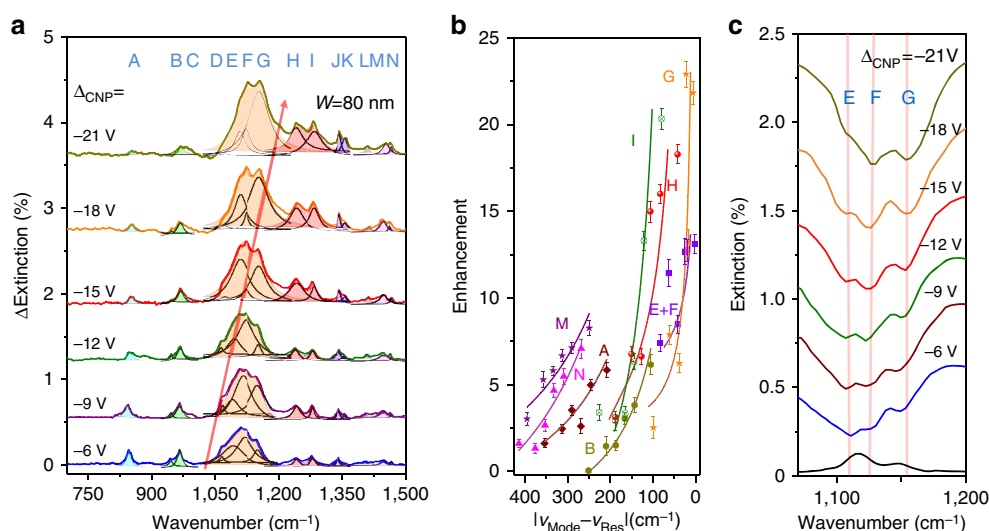 a
5
4
3
2
1
0
ΔExtinction (%)
A
B
C
D
E
F
G
H
I
J
K
L
M
N
Δ_CNP=
W=80 nm
–21 V
–18 V
–15 V
–12 V
–9 V
–6 V
750
900
1,050
1,200
1,350
1,500
Wavenumber (cm⁻¹)
b
25
20
15
10
5
0
Enhancement
G
I
H
E+F
M
N
A
B
400
300
200
100
0
|ν_Mode–ν_Res|(cm⁻¹)
c
2.5
2.0
1.5
1.0
0.5
0.0
Extinction (%)
Δ_CNP=–21V
E
F
G
–18 V
–15 V
–12 V
–9 V
–6 V
1,100
1,200
Wavenumber (cm⁻¹)